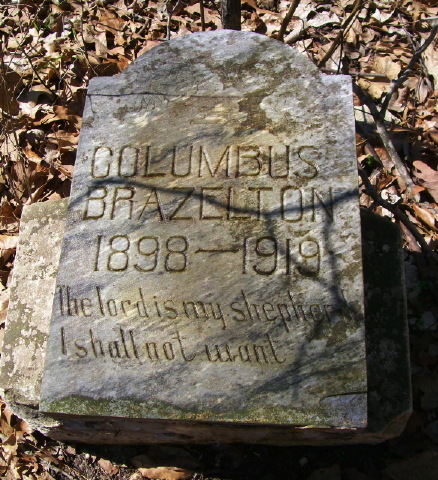 COLUMBUS
BRAZELTON
1898-1919
The lord is my shepherd
I shall not want